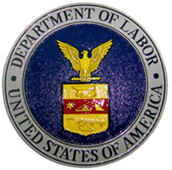 DEPARTMENT OF LABOR
UNITED STATES OF AMERICA